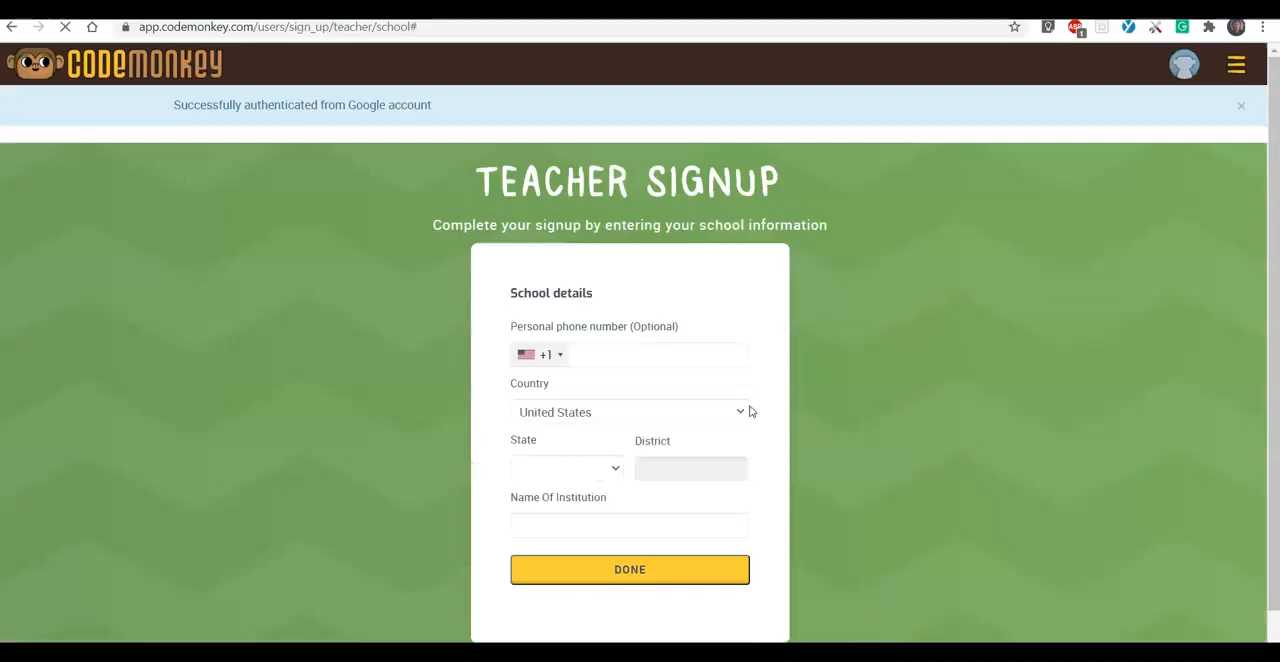 app.codemonkey.com/users/sign_up/teacher/school#
ABP
1
G
CODEMONKEY
Successfully authenticated from Google account
×
TEACHER SIGNUP
Complete your signup by entering your school information
School details
Personal phone number (Optional)
+1
Country
United States
State District
Name Of Institution
DONE